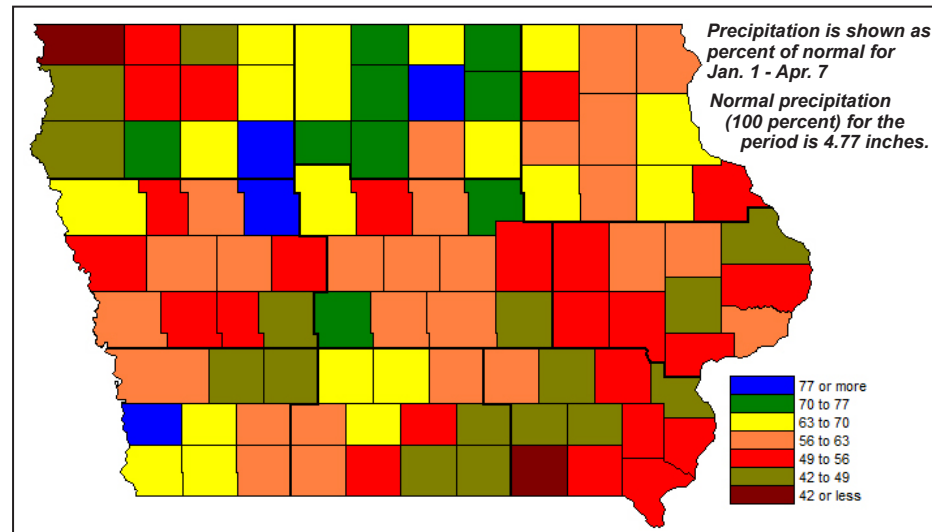 Precipitation is shown as
percent of normal for
Jan. 1 - Apr. 7
Normal precipitation
(100 percent) for the
period is 4.77 inches.
77 or more
70 to 77
63 to 70
56 to 63
49 to 56
42 to 49
42 or less